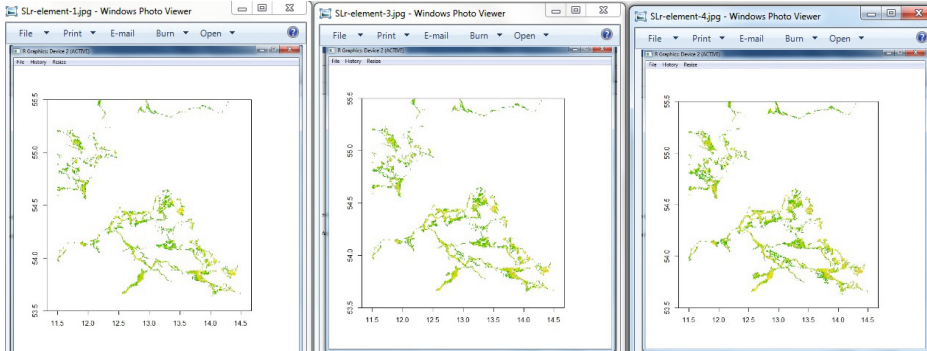 SLr-element-1.jpg - Windows Photo Viewer
File Print E-mail Burn Open
R Graphics Device 2 (ACTIVE)
File History Resize
56.5
55.0
54.5
54.0
53.5
11.5 12.0 12.5 13.0 13.5 14.0 14.5
SLr-element-3.jpg - Windows Photo Viewer
File Print E-mail Burn Open
R Graphics Device 2 (ACTIVE)
File History Resize
55.0
54.5
54.0
53.5
11.5 12.0 12.5 13.0 13.5 14.0 14.5
SLr-element-4.jpg - Windows Photo Viewer
File Print E-mail Burn Open
R Graphics Device 2 (ACTIVE)
File History Resize
55.0
54.5
54.0
53.5
11.5 12.0 12.5 13.0 13.5 14.0 14.5